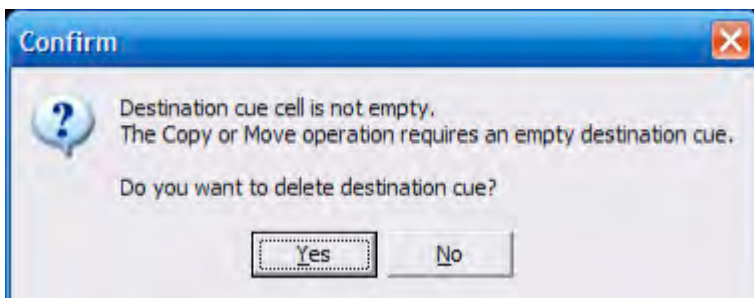 Confirm
Destination cue cell is not empty.
The Copy or Move operation requires an empty destination cue.
Do you want to delete destination cue?
Yes No